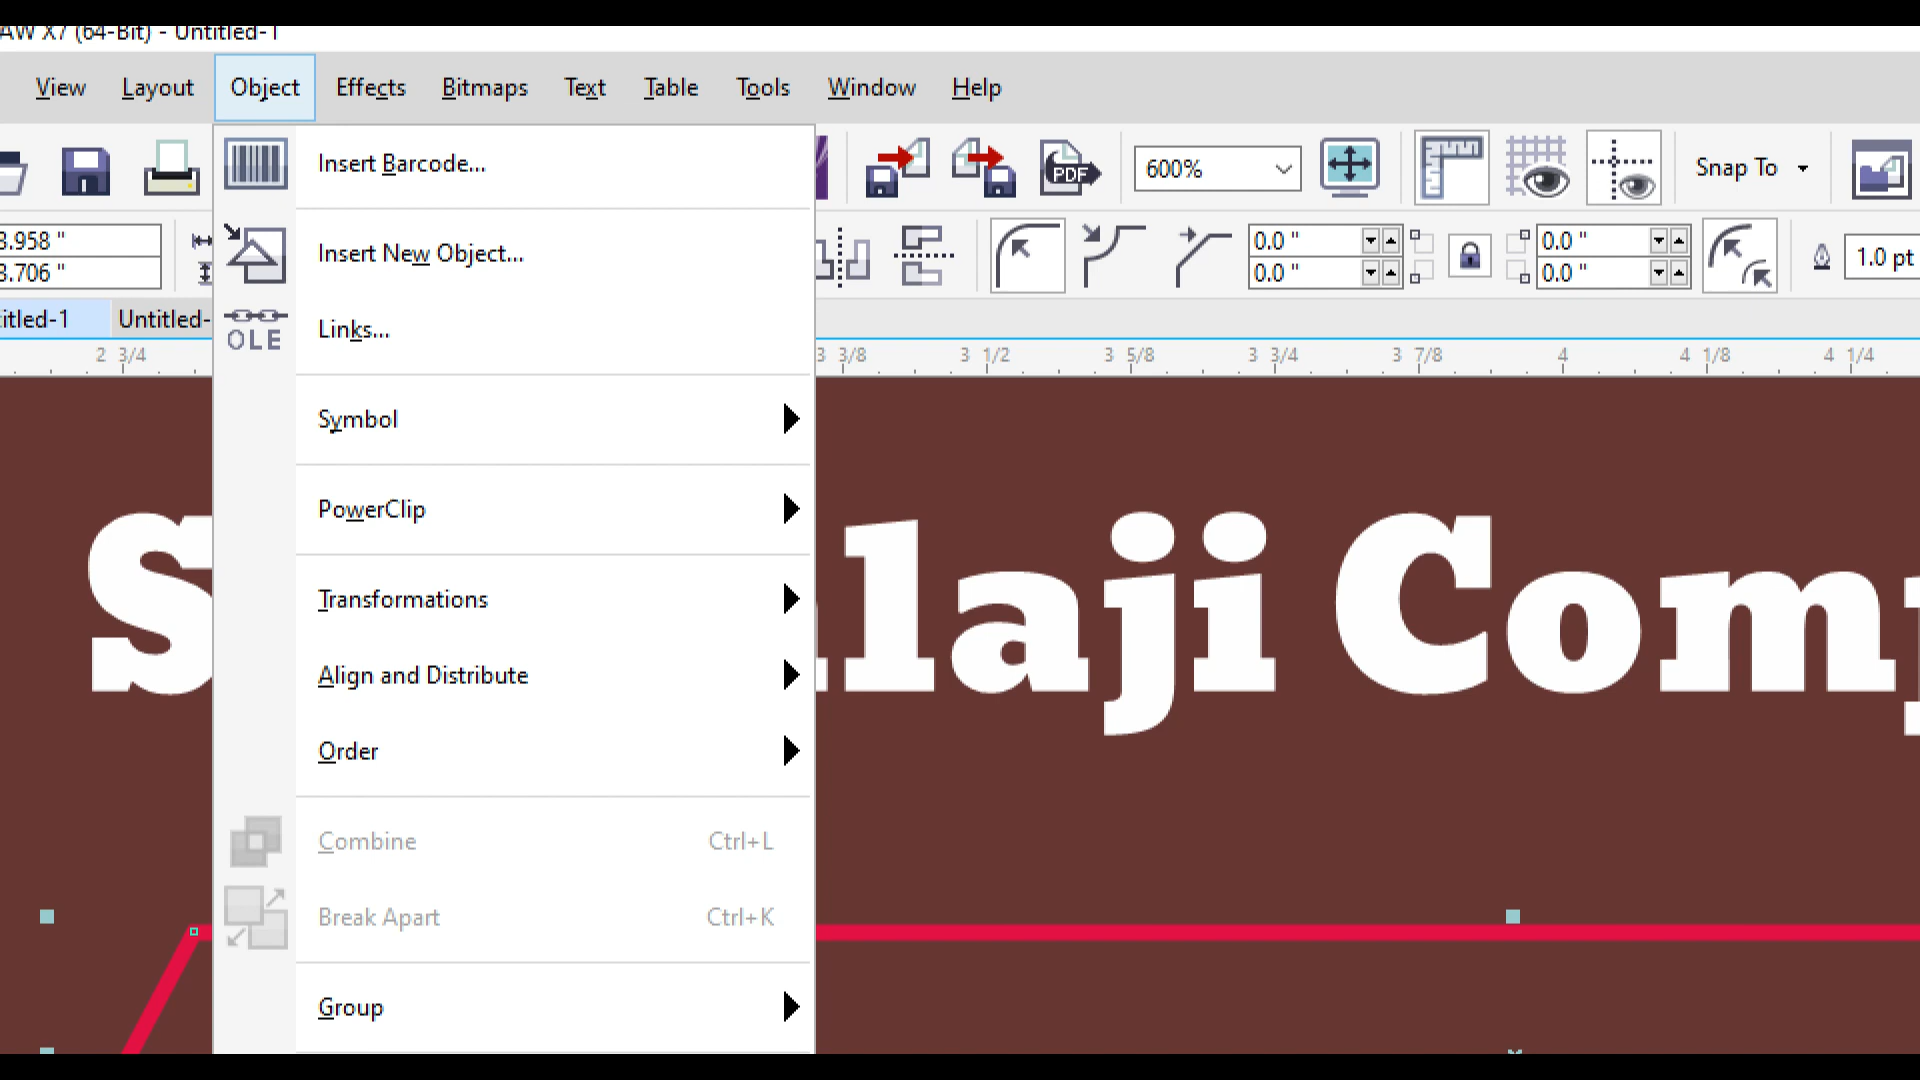 AW X7 (64-Bit) - Untitled-1
View Layout Object Effects Bitmaps Text Table Tools Window Help
PDF 600% Snap To
3.958 " 0.0 " 0.0 "
3.706 " 0.0 " 0.0 " 1.0 pt
itled-1 Untitled-
2 3/4 3 3/8 3 1/2 3 5/8 3 3/4 3 7/8 4 4 1/8 4 1/4
Insert Barcode...
Insert New Object...
OLE Links...
Symbol
PowerClip
Transformations
Align and Distribute
Order
Combine Ctrl+L
Break Apart Ctrl+K
Group
S laji Comp